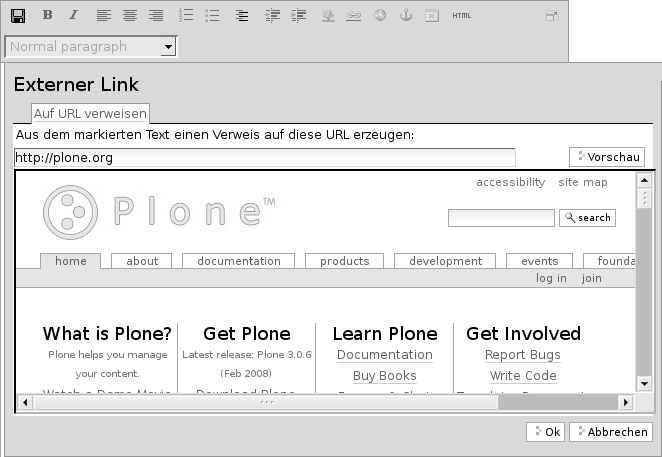 B I HTML
Normal paragraph
Externer Link
Auf URL verweisen
Aus dem markierten Text einen Verweis auf diese URL erzeugen:
http://plone.org Vorschau
accessibility site map
Plone™
search
home about documentation products development events founda
log in join
What is Plone? Get Plone Learn Plone Get Involved
Plone helps you manage Latest release: Plone 3.0.6 Documentation Report Bugs
your content. (Feb 2008) Buy Books Write Code
Watch a Demo Movie Download Plone
Ok Abbrechen